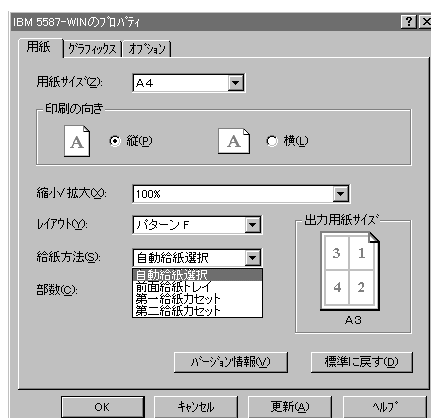 IBM 5587-WINのﾌﾟﾛﾊﾟﾃｨ
用紙 ｸﾞﾗﾌｨｯｸｽ ｵﾌﾟｼｮﾝ
用紙ｻｲｽﾞ(Z): A4
印刷の向き
A 縦(P) A 横(L)
縮小/拡大(X): 100%
ﾚｲｱｳﾄ(Y): パターンF
出力用紙ｻｲｽﾞ
給紙方法(S): 自動給紙選択
3 1
自動給紙選択
前面給紙トレイ
部数(C):
4 2
第一給紙カセット
第二給紙カセット
A3
ﾊﾞｰｼﾞｮﾝ情報(V) 標準に戻す(D)
OK ｷｬﾝｾﾙ 更新(A) ﾍﾙﾌﾟ